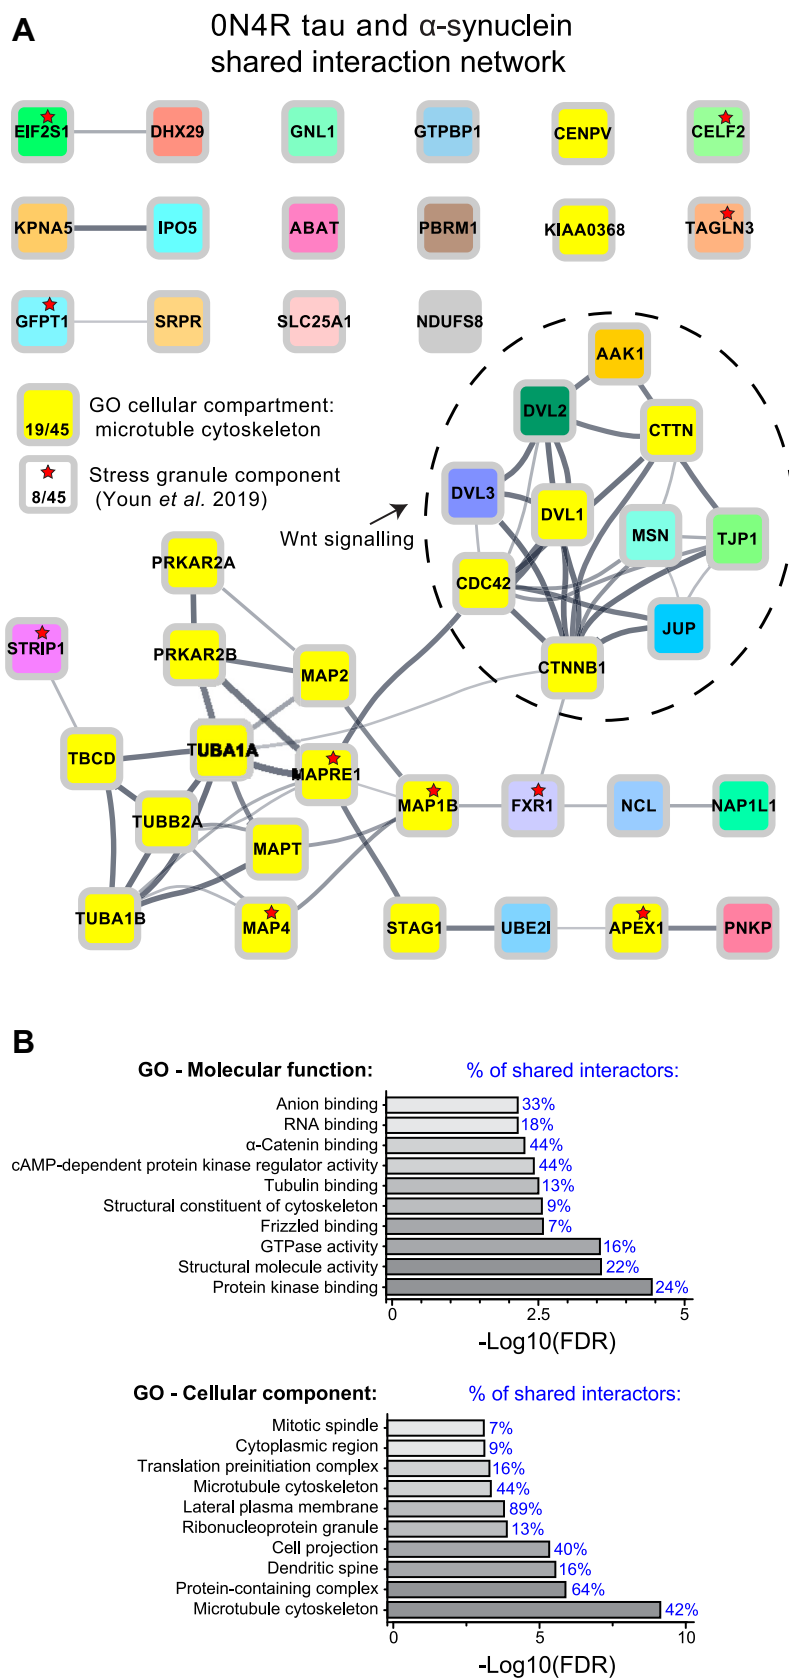 A
0N4R tau and α-synuclein
shared interaction network
EIF2S1 DHX29 GNL1 GTPBP1 CENPV CELF2
KPNA5 IPO5 ABAT PBRM1 KIAA0368 TAGLN3
GFPT1 SRPR SLC25A1 NDUFS8
AAK1
DVL2
CTTN
DVL3
DVL1
MSN
TJP1
CDC42
JUP
CTNNB1
19/45
GO cellular compartment:
microtuble cytoskeleton
8/45
Stress granule component
(Youn et al. 2019)
Wnt signalling
PRKAR2A
STRIP1
PRKAR2B
MAP2
TBCD
TUBA1A
MAPRE1
MAP1B
FXR1
NCL
NAP1L1
TUBB2A
MAPT
TUBA1B
MAP4
STAG1
UBE2I
APEX1
PNKP
B
GO - Molecular function: % of shared interactors:
Anion binding 33%
RNA binding 18%
α-Catenin binding 44%
cAMP-dependent protein kinase regulator activity 44%
Tubulin binding 13%
Structural constituent of cytoskeleton 9%
Frizzled binding 7%
GTPase activity 16%
Structural molecule activity 22%
Protein kinase binding 24%
0 2.5 5
-Log10(FDR)
GO - Cellular component: % of shared interactors:
Mitotic spindle 7%
Cytoplasmic region 9%
Translation preinitiation complex 16%
Microtubule cytoskeleton 44%
Lateral plasma membrane 89%
Ribonucleoprotein granule 13%
Cell projection 40%
Dendritic spine 16%
Protein-containing complex 64%
Microtubule cytoskeleton 42%
0 5 10
-Log10(FDR)